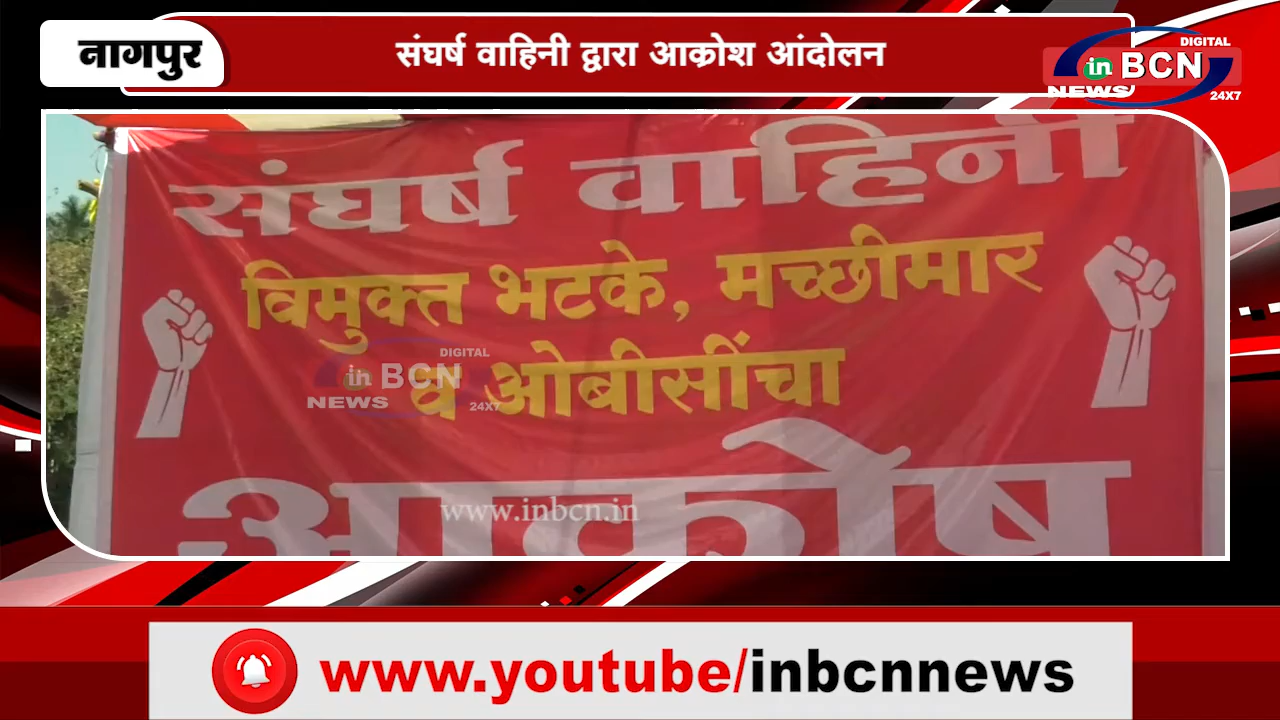 नागपुर
संघर्ष वाहिनी द्वारा आक्रोश आंदोलन
DIGITAL
in BCN
NEWS
24X7
संघर्ष वाहिनी
विमुक्त भटके, मच्छीमार
व ओबीसींचा
DIGITAL
in BCN
NEWS
24X7
आक्रोष
www.inbcn.in
www.youtube/inbcnnews